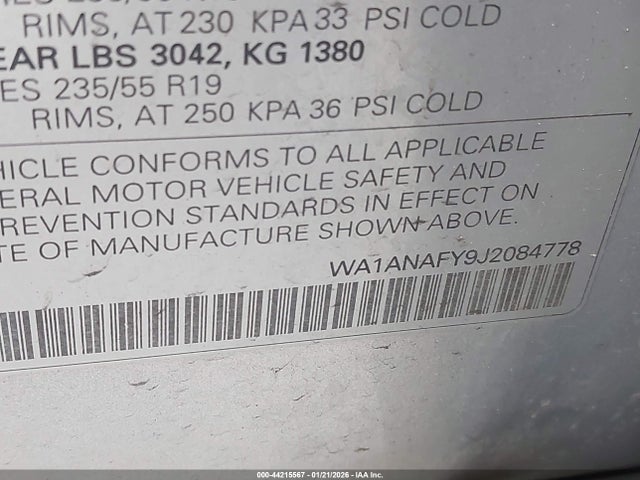 RIMS, AT 230 KPA 33 PSI COLD
EAR LBS 3042, KG 1380
ES 235/55 R19
RIMS, AT 250 KPA 36 PSI COLD
HICLE CONFORMS TO ALL APPLICABLE
ERAL MOTOR VEHICLE SAFETY AND
REVENTION STANDARDS IN EFFECT ON
TE OF MANUFACTURE SHOWN ABOVE.
WA1ANAFY9J2084778
000-44215567 - 01/21/2026 - IAA Inc.